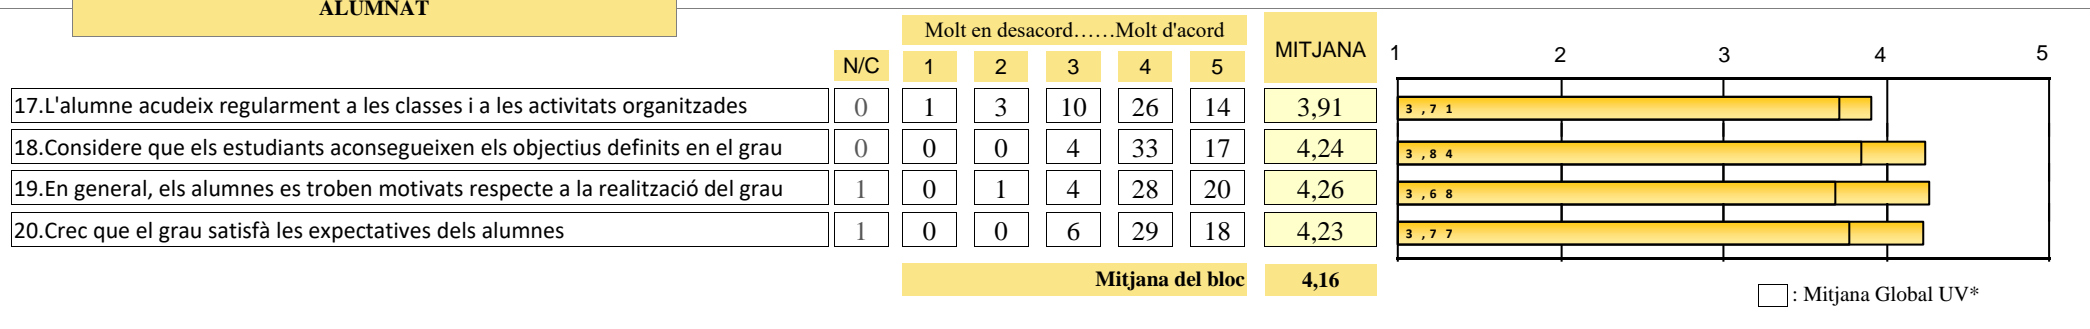 ALUMNAT
Molt en desacord……Molt d'acord
MITJANA
N/C 1 2 3 4 5
1 2 3 4 5
17.L'alumne acudeix regularment a les classes i a les activitats organitzades 0 1 3 10 26 14 3,91 3,71
18.Considere que els estudiants aconsegueixen els objectius definits en el grau 0 0 0 4 33 17 4,24 3,84
19.En general, els alumnes es troben motivats respecte a la realització del grau 1 0 1 4 28 20 4,26 3,68
20.Crec que el grau satisfà les expectatives dels alumnes 1 0 0 6 29 18 4,23 3,77
Mitjana del bloc 4,16
: Mitjana Global UV*